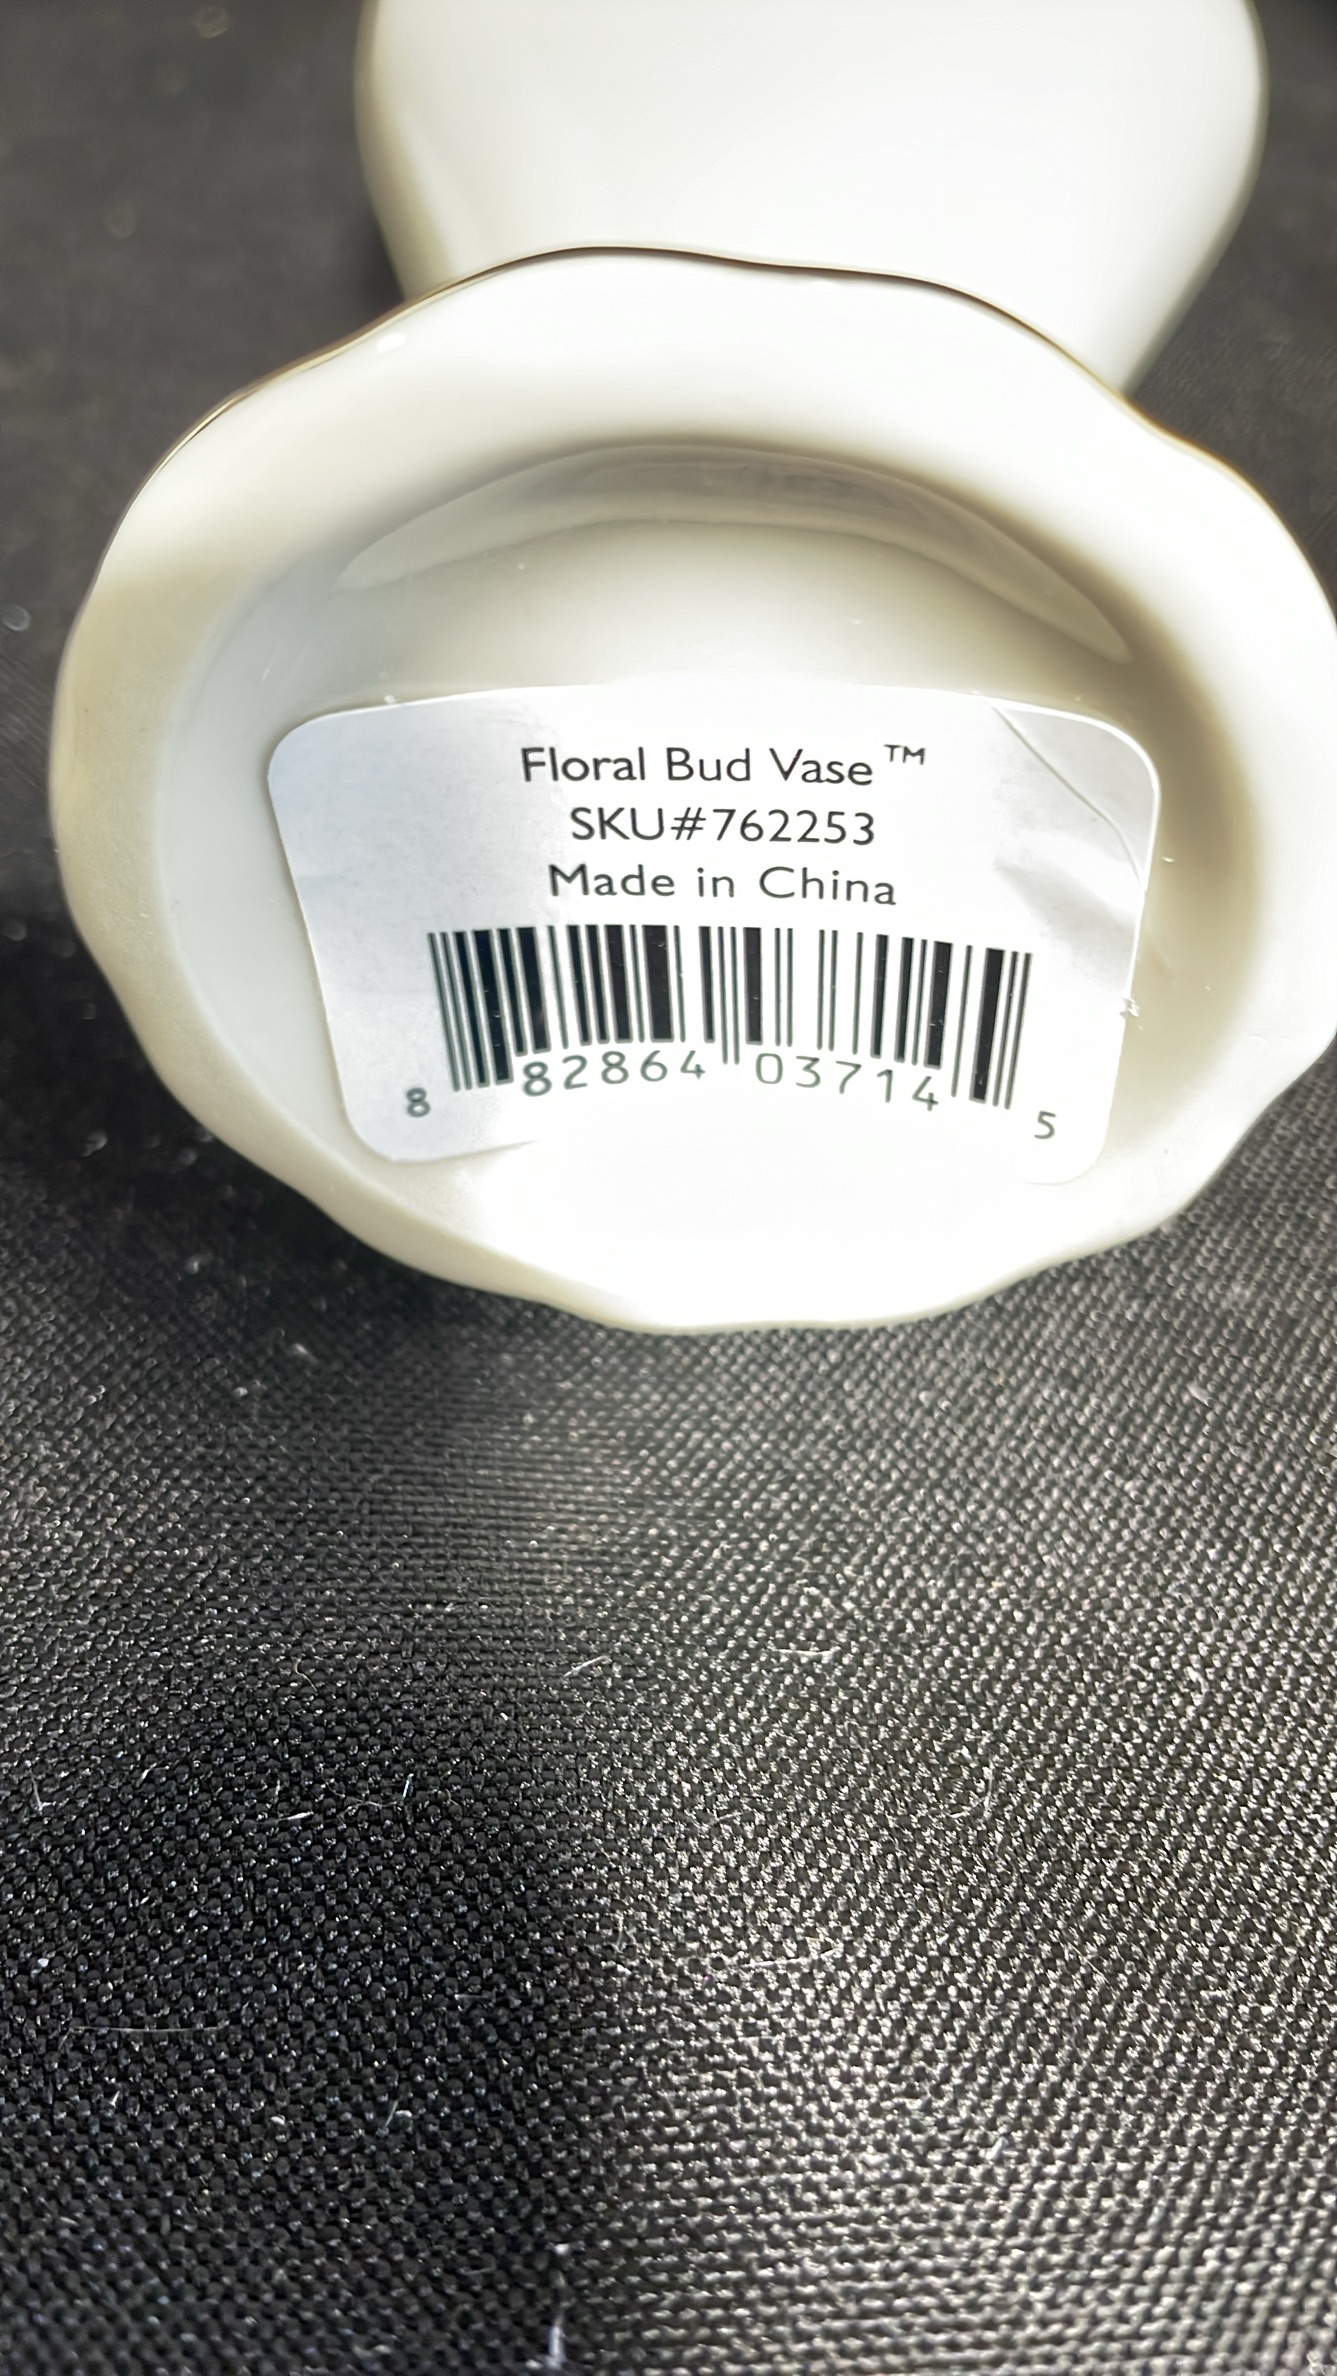 Floral Bud Vase™
SKU#762253
Made in China
8 82864 03714 5